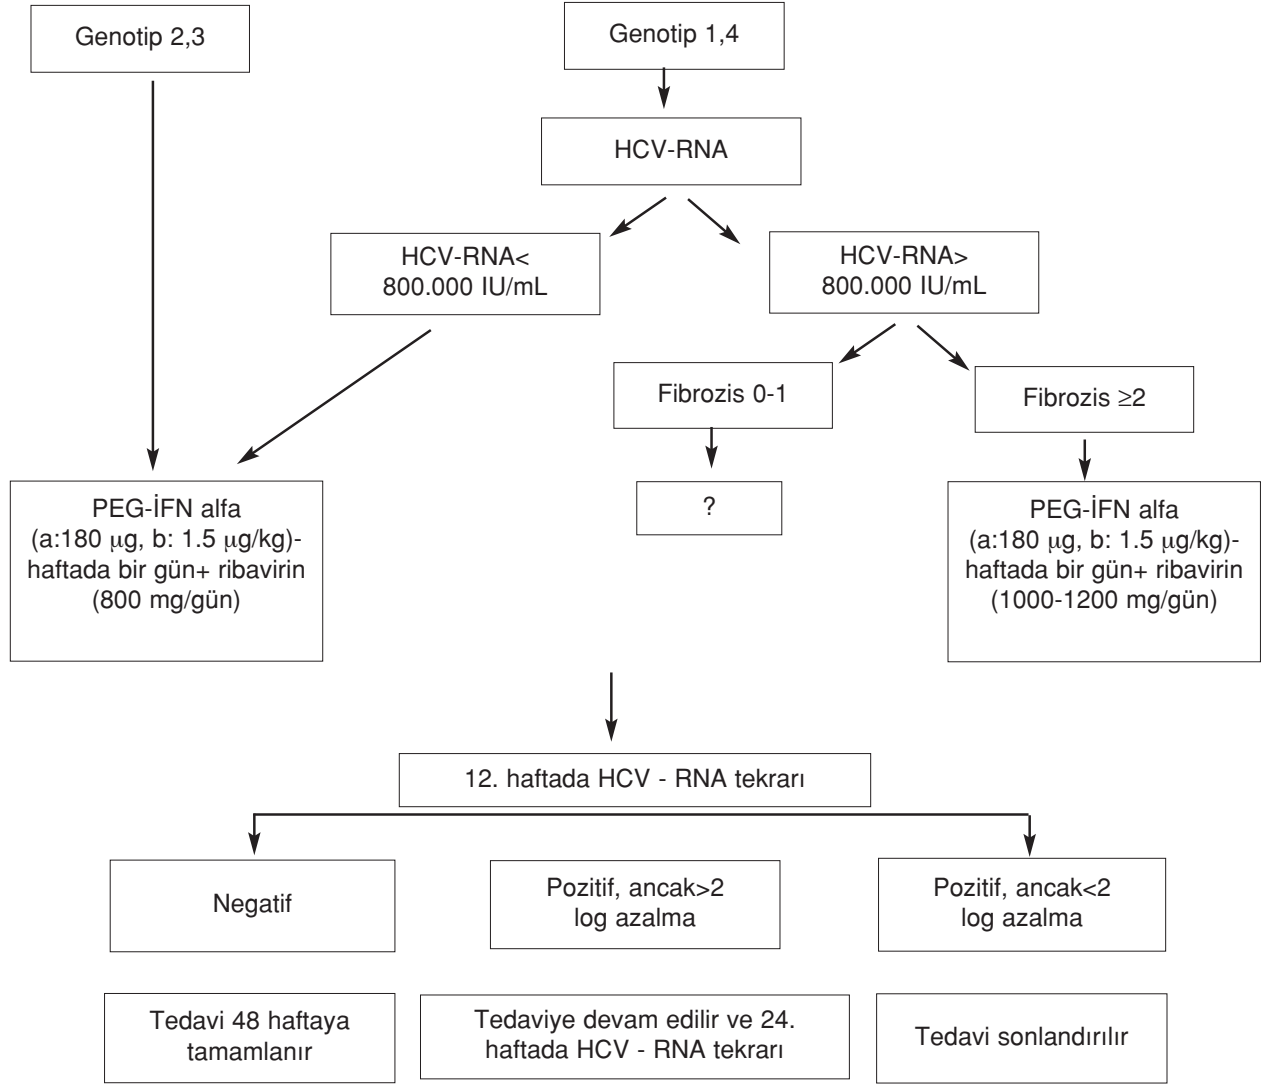 Genotip 2,3
Genotip 1,4
HCV-RNA
HCV-RNA<
800.000 IU/mL
HCV-RNA>
800.000 IU/mL
Fibrozis 0-1
Fibrozis ≥2
?
PEG-İFN alfa
(a:180 µg, b: 1.5 µg/kg)-
haftada bir gün+ ribavirin
(800 mg/gün)
PEG-İFN alfa
(a:180 µg, b: 1.5 µg/kg)-
haftada bir gün+ ribavirin
(1000-1200 mg/gün)
12. haftada HCV - RNA tekrarı
Negatif
Pozitif, ancak>2
log azalma
Pozitif, ancak<2
log azalma
Tedavi 48 haftaya
tamamlanır
Tedaviye devam edilir ve 24.
haftada HCV - RNA tekrarı
Tedavi sonlandırılır